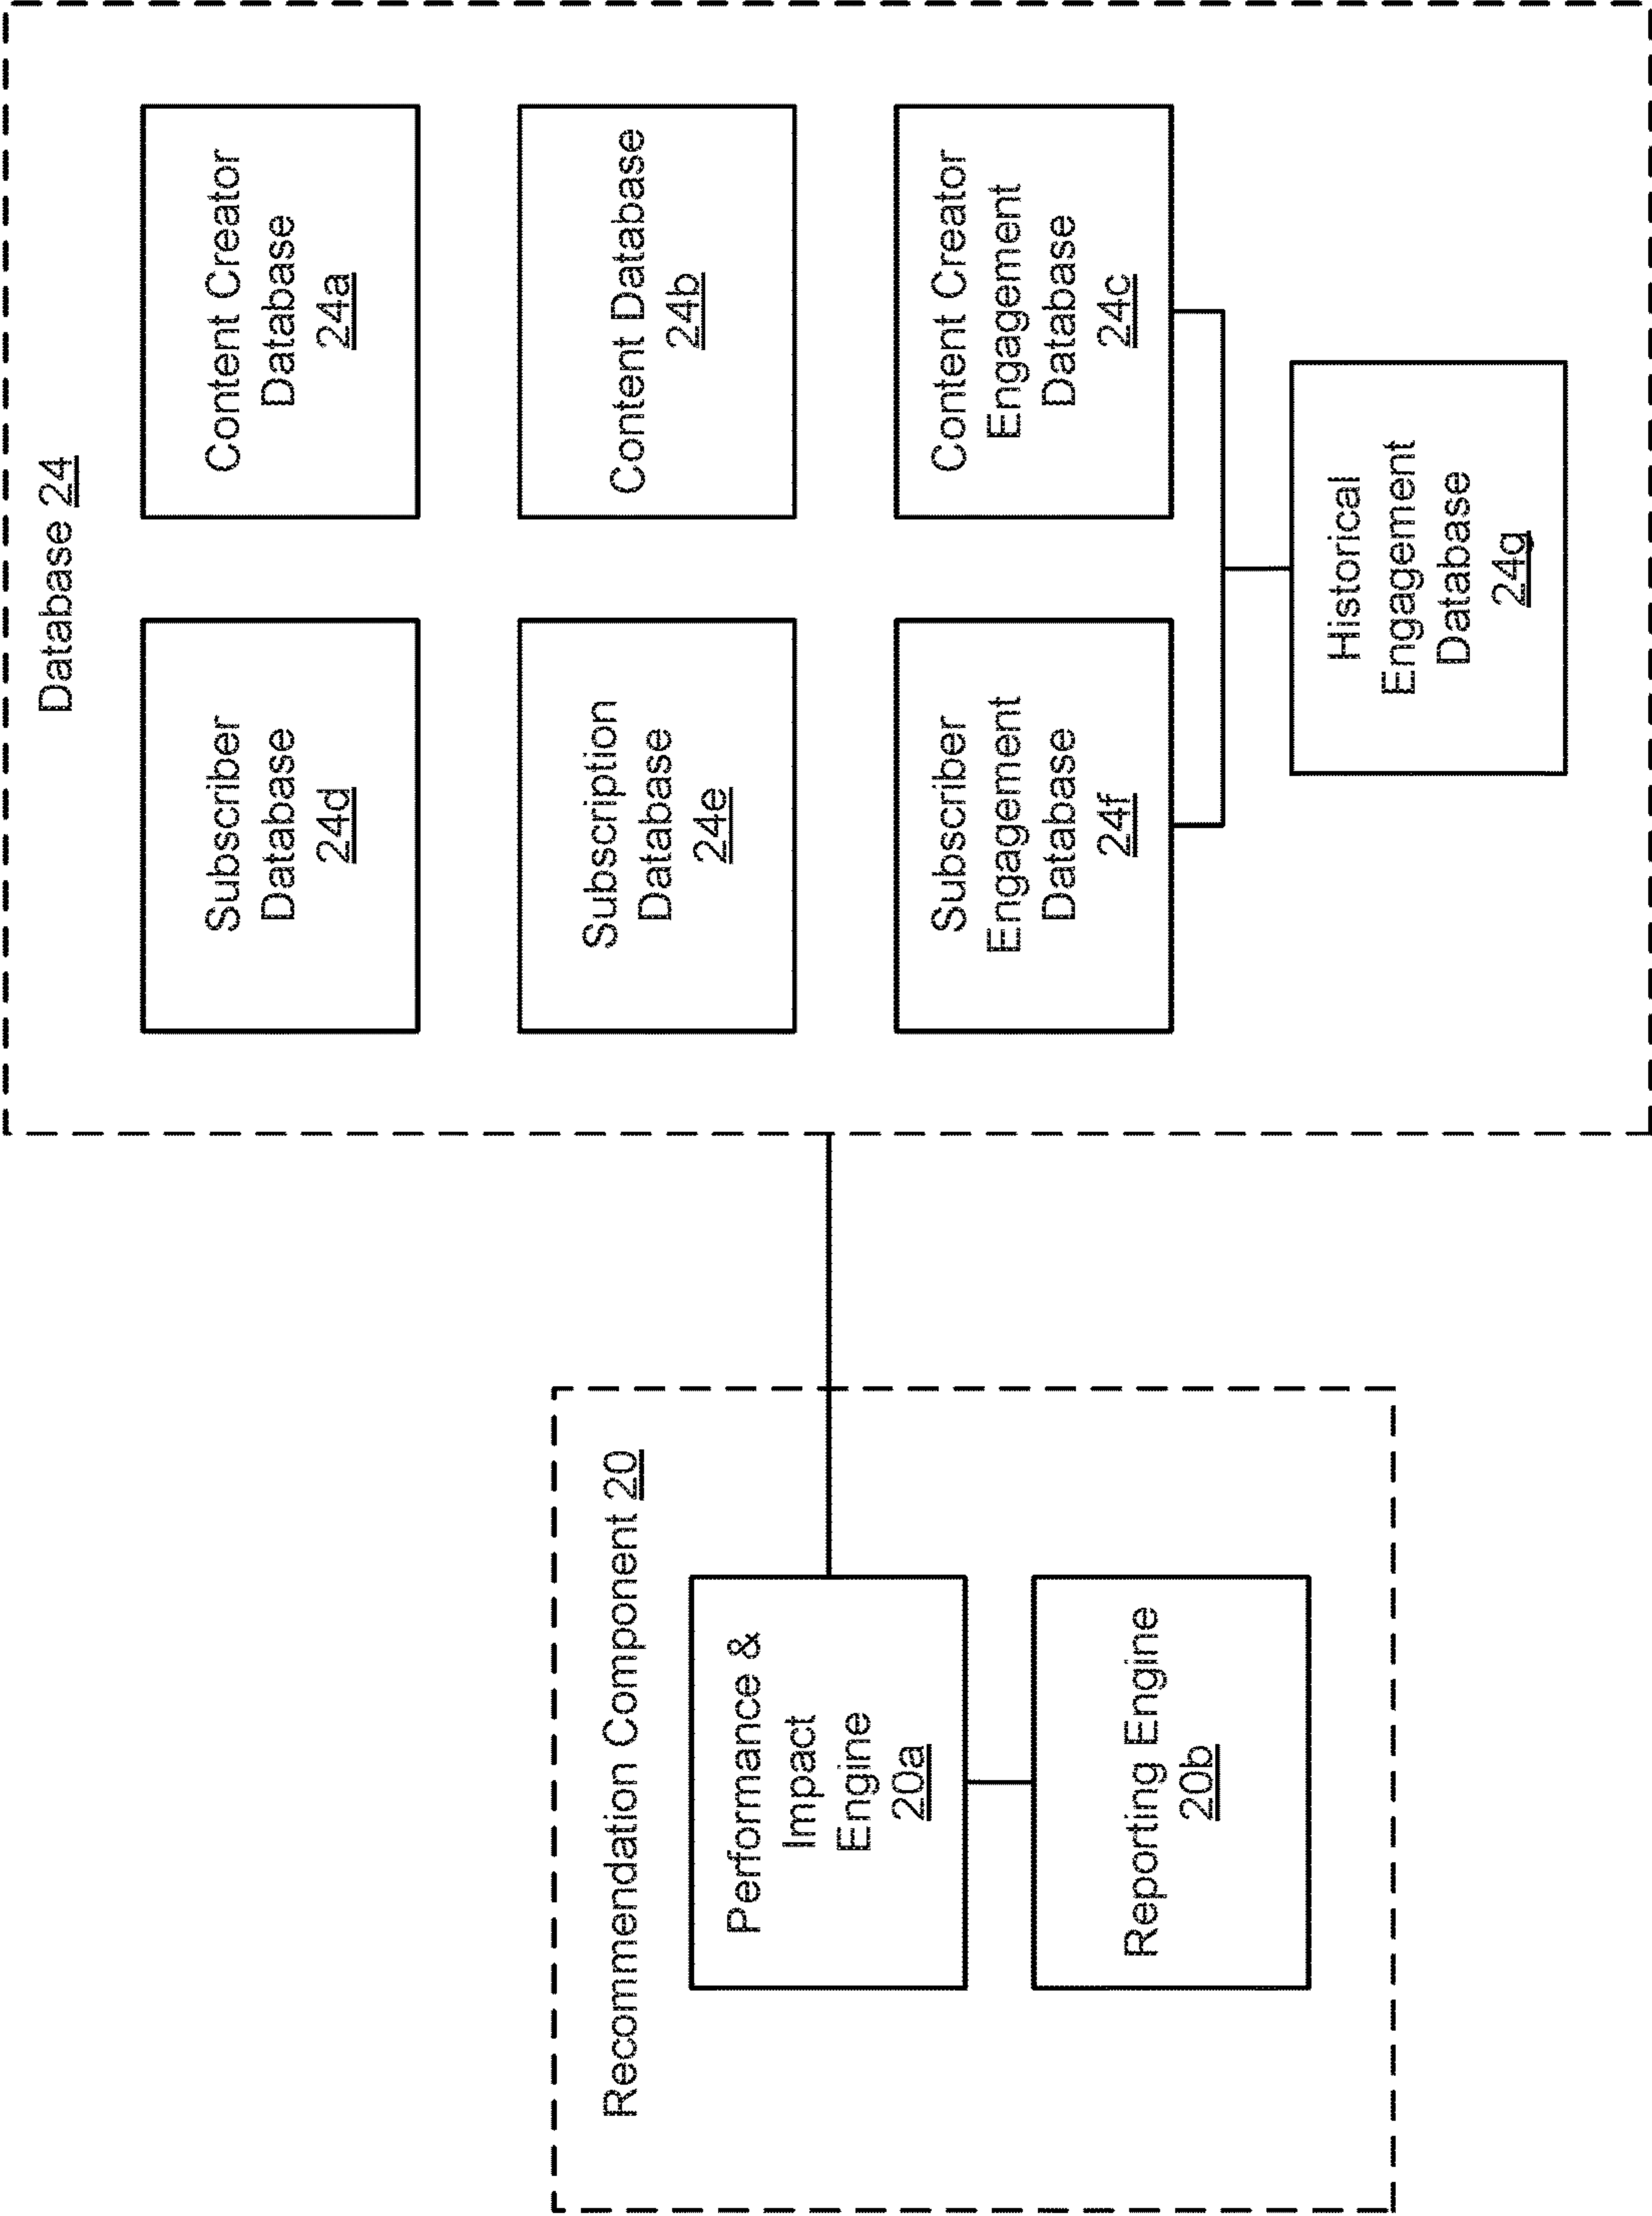 Recommendation Component 20
Performance &
Impact
Engine
20a
Reporting Engine
20b
Database 24
Subscriber
Database
24d
Content Creator
Database
24a
Subscription
Database
24e
Content Database
24b
Subscriber
Engagement
Database
24f
Content Creator
Engagement
Database
24c
Historical
Engagement
Database
24g